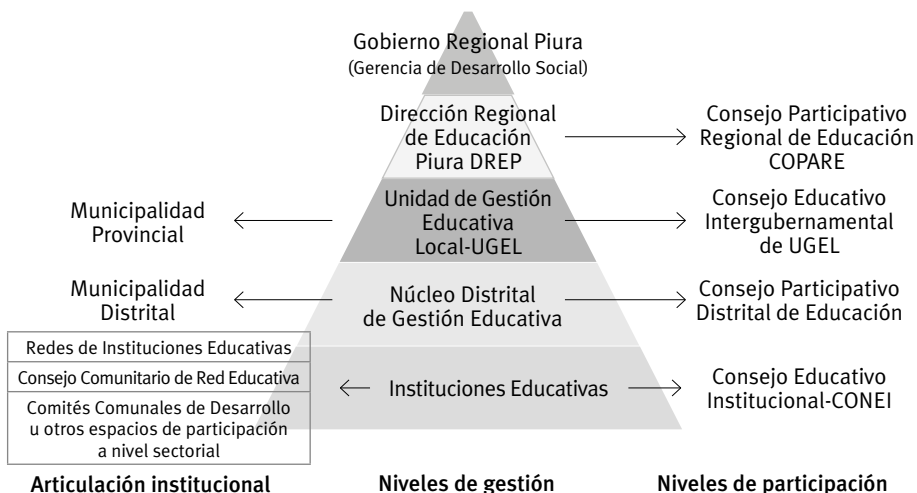 Gobierno Regional Piura
(Gerencia de Desarrollo Social)
Dirección Regional
de Educación
Piura DREP
Consejo Participativo
Regional de Educación
COPARE
Municipalidad
Provincial
Unidad de Gestión
Educativa
Local-UGEL
Consejo Educativo
Intergubernamental
de UGEL
Municipalidad
Distrital
Núcleo Distrital
de Gestión Educativa
Consejo Participativo
Distrital de Educación
Redes de Instituciones Educativas
Consejo Comunitario de Red Educativa
Comités Comunales de Desarrollo
u otros espacios de participación
a nivel sectorial
Instituciones Educativas
Consejo Educativo
Institucional-CONEI
Articulación institucional
Niveles de gestión
Niveles de participación